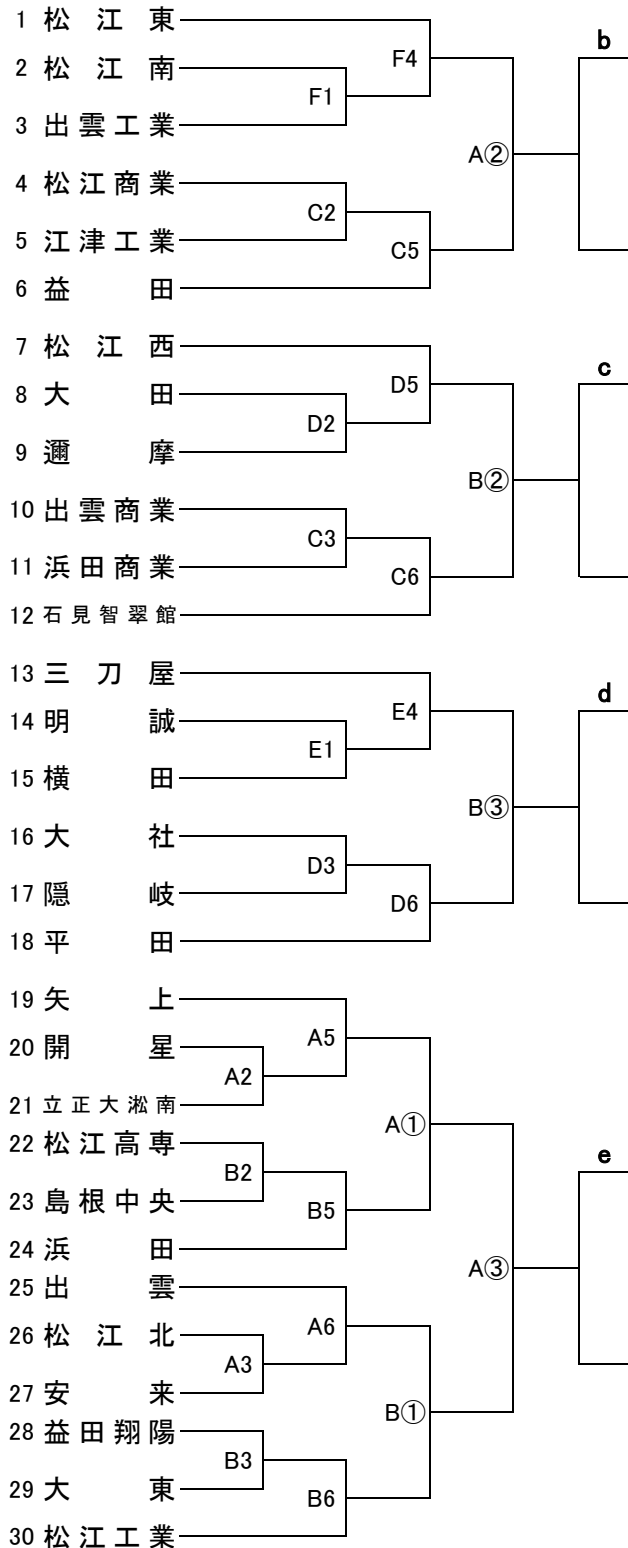 1 松江東
F4
b
2 松江南
F1
3 出雲工業
A②
4 松江商業
C2
5 江津工業
C5
6 益田
7 松江西
c
D5
8 大田
D2
9 邇摩
B②
10 出雲商業
C3
11 浜田商業
C6
12 石見智翠館
13 三刀屋
d
E4
14 明誠
E1
15 横田
B③
16 大社
D3
17 隠岐
D6
18 平田
19 矢上
A5
20 開星
A2
21 立正大淞南
A①
22 松江高専
e
B2
23 島根中央
B5
24 浜田
A③
25 出雲
A6
26 松江北
A3
27 安来
B①
28 益田翔陽
B3
29 大東
B6
30 松江工業